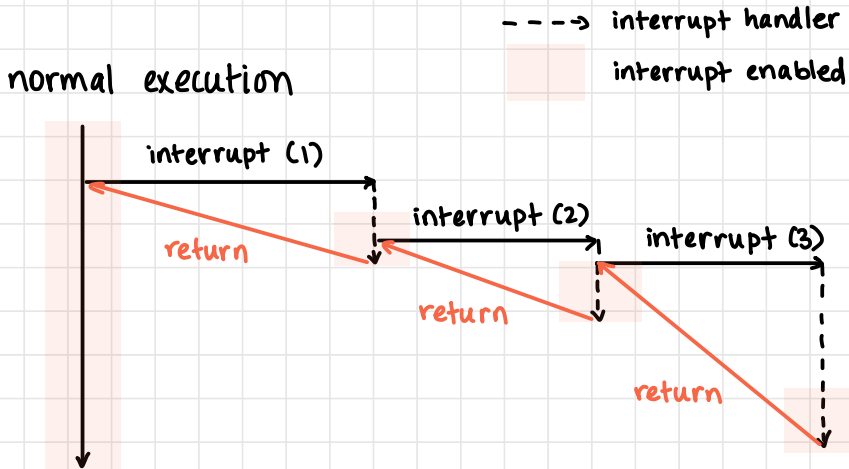 interrupt handler
interrupt enabled
normal execution
interrupt (1)
interrupt (2)
interrupt (3)
return
return
return